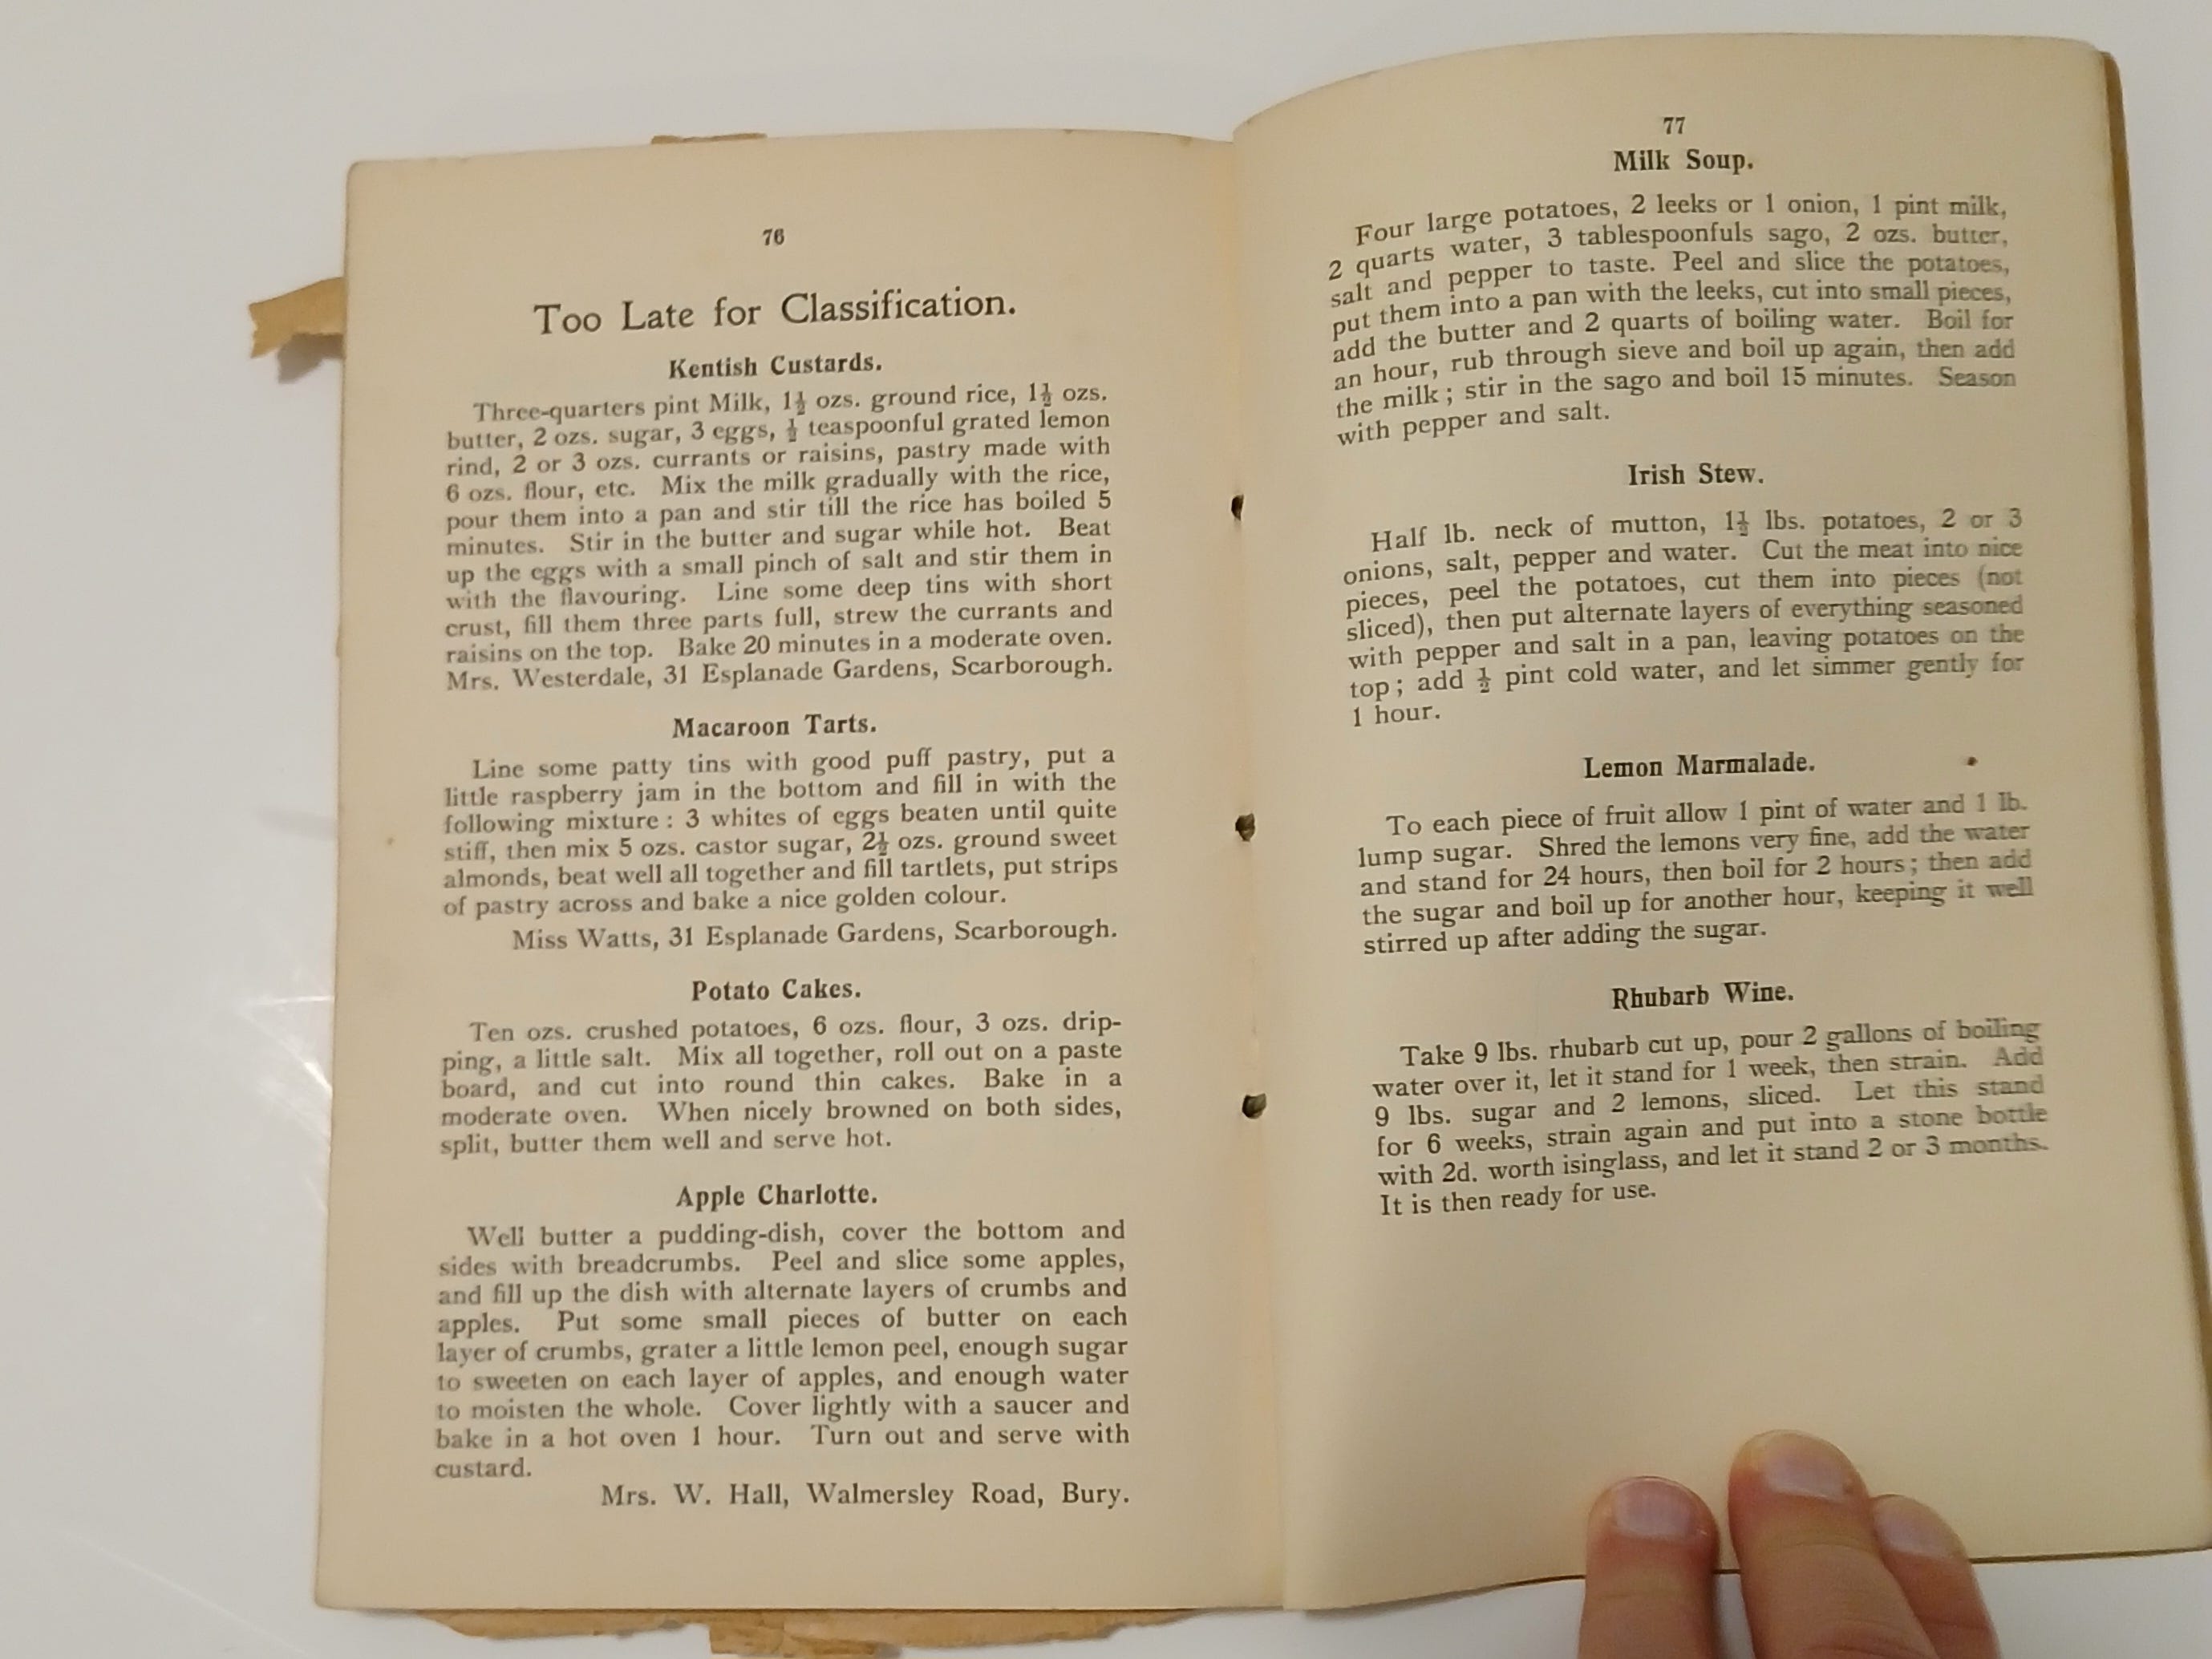 76
Too Late for Classification.
Kentish Custards.
Three-quarters pint Milk, 1½ ozs. ground rice, 1½ ozs.
butter, 2 ozs. sugar, 3 eggs, ½ teaspoonful grated lemon
rind, 2 or 3 ozs. currants or raisins, pastry made with
6 ozs. flour, etc. Mix the milk gradually with the rice,
pour them into a pan and stir till the rice has boiled 5
minutes. Stir in the butter and sugar while hot. Beat
up the eggs with a small pinch of salt and stir them in
with the flavouring. Line some deep tins with short
crust, fill them three parts full, strew the currants and
raisins on the top. Bake 20 minutes in a moderate oven.
Mrs. Westerdale, 31 Esplanade Gardens, Scarborough.
Macaroon Tarts.
Line some patty tins with good puff pastry, put a
little raspberry jam in the bottom and fill in with the
following mixture : 3 whites of eggs beaten until quite
stiff, then mix 5 ozs. castor sugar, 2½ ozs. ground sweet
almonds, beat well all together and fill tartlets, put strips
of pastry across and bake a nice golden colour.
Miss Watts, 31 Esplanade Gardens, Scarborough.
Potato Cakes.
Ten ozs. crushed potatoes, 6 ozs. flour, 3 ozs. drip-
ping, a little salt. Mix all together, roll out on a paste
board, and cut into round thin cakes. Bake in a
moderate oven. When nicely browned on both sides,
split, butter them well and serve hot.
Apple Charlotte.
Well butter a pudding-dish, cover the bottom and
sides with breadcrumbs. Peel and slice some apples,
and fill up the dish with alternate layers of crumbs and
apples. Put some small pieces of butter on each
layer of crumbs, grater a little lemon peel, enough sugar
to sweeten on each layer of apples, and enough water
to moisten the whole. Cover lightly with a saucer and
bake in a hot oven 1 hour. Turn out and serve with
custard.
Mrs. W. Hall, Walmersley Road, Bury.
77
Milk Soup.
Four large potatoes, 2 leeks or 1 onion, 1 pint milk,
2 quarts water, 3 tablespoonfuls sago, 2 ozs. butter,
salt and pepper to taste. Peel and slice the potatoes,
put them into a pan with the leeks, cut into small pieces,
add the butter and 2 quarts of boiling water. Boil for
an hour, rub through sieve and boil up again, then add
the milk ; stir in the sago and boil 15 minutes. Season
with pepper and salt.
Irish Stew.
Half lb. neck of mutton, 1½ lbs. potatoes, 2 or 3
onions, salt, pepper and water. Cut the meat into nice
pieces, peel the potatoes, cut them into pieces (not
sliced), then put alternate layers of everything seasoned
with pepper and salt in a pan, leaving potatoes on the
top ; add ½ pint cold water, and let simmer gently for
1 hour.
Lemon Marmalade.
To each piece of fruit allow 1 pint of water and 1 lb.
lump sugar. Shred the lemons very fine, add the water
and stand for 24 hours, then boil for 2 hours ; then add
the sugar and boil up for another hour, keeping it well
stirred up after adding the sugar.
Rhubarb Wine.
Take 9 lbs. rhubarb cut up, pour 2 gallons of boiling
water over it, let it stand for 1 week, then strain. Add
9 lbs. sugar and 2 lemons, sliced. Let this stand
for 6 weeks, strain again and put into a stone bottle
with 2d. worth isinglass, and let it stand 2 or 3 months.
It is then ready for use.